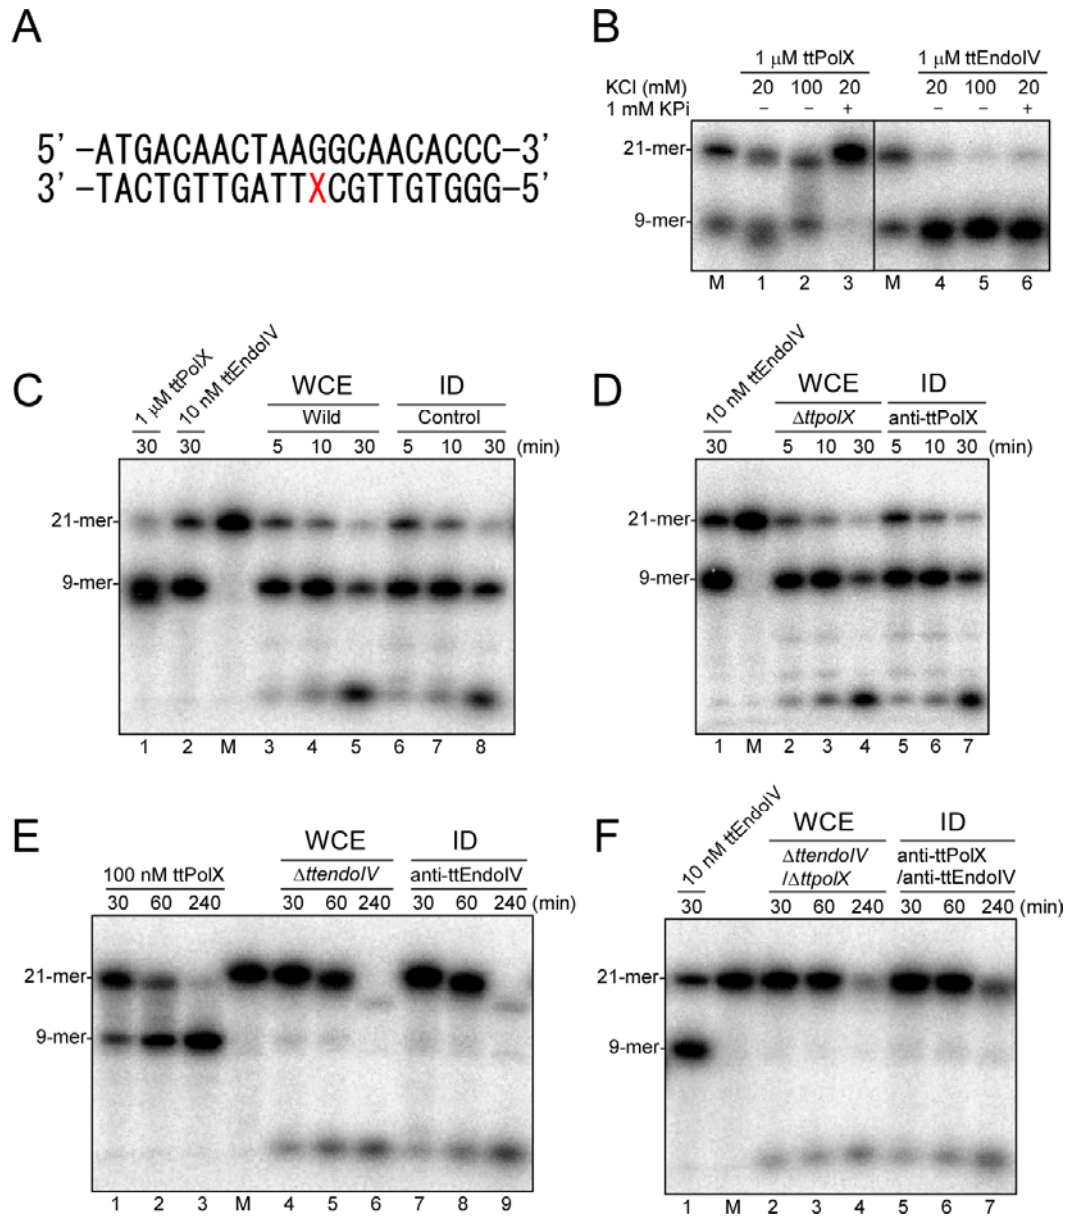 A
5' -ATGACAACTAAGGCAACACCC-3'
3' -TACTGTTGATTXCGTTGTGGG-5'
B
1 μM ttPolX 1 μM ttEndoIV
KCl (mM) 20 100 20 20 100 20
1 mM KPi − − + − − +
21-mer
9-mer
M 1 2 3 M 4 5 6
C
1 μM ttPolX
10 nM ttEndoIV
WCE ID
Wild Control
30 30 5 10 30 5 10 30 (min)
21-mer
9-mer
1 2 M 3 4 5 6 7 8
D
10 nM ttEndoIV
WCE ID
ΔttpolX anti-ttPolX
30 5 10 30 5 10 30 (min)
21-mer
9-mer
1 M 2 3 4 5 6 7
E
WCE ID
100 nM ttPolX ΔttendoIV anti-ttEndoIV
30 60 240 30 60 240 30 60 240 (min)
21-mer
9-mer
1 2 3 M 4 5 6 7 8 9
F
10 nM ttEndoIV
WCE ID
ΔttendoIV anti-ttPolX
/ΔttpolX /anti-ttEndoIV
30 30 60 240 30 60 240 (min)
21-mer
9-mer
1 M 2 3 4 5 6 7